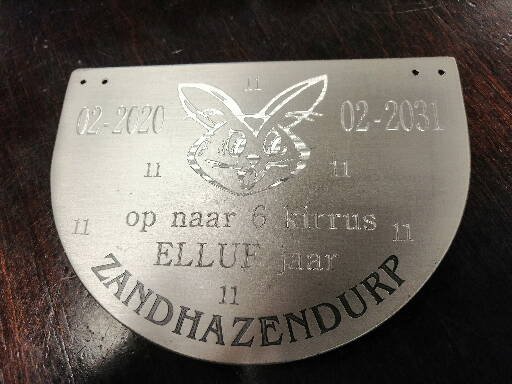 11
02-2020 02-2031
11 11
op naar 6 kirrus
11 11
ELLUF jaar
11
ZANDHAZENDURP